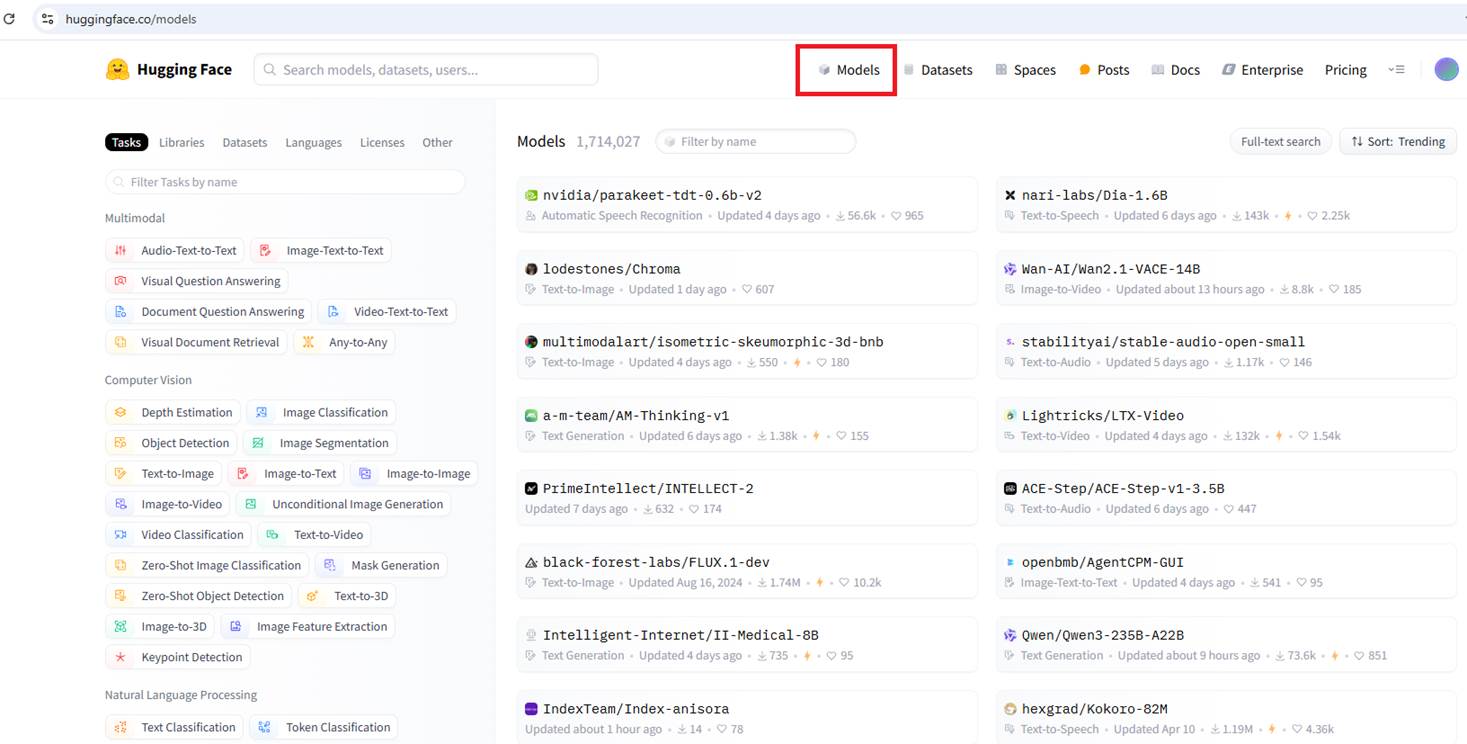 huggingface.co/models
Hugging Face
Search models, datasets, users...
Models
Datasets
Spaces
Posts
Docs
Enterprise
Pricing
Tasks Libraries Datasets Languages Licenses Other
Filter Tasks by name
Multimodal
Audio-Text-to-Text Image-Text-to-Text
Visual Question Answering
Document Question Answering Video-Text-to-Text
Visual Document Retrieval Any-to-Any
Computer Vision
Depth Estimation Image Classification
Object Detection Image Segmentation
Text-to-Image Image-to-Text Image-to-Image
Image-to-Video Unconditional Image Generation
Video Classification Text-to-Video
Zero-Shot Image Classification Mask Generation
Zero-Shot Object Detection Text-to-3D
Image-to-3D Image Feature Extraction
Keypoint Detection
Natural Language Processing
Text Classification Token Classification
Models 1,714,027 Filter by name Full-text search Sort: Trending
nvidia/parakeet-tdt-0.6b-v2
Automatic Speech Recognition • Updated 4 days ago • 56.6k • 965
nari-labs/Dia-1.6B
Text-to-Speech • Updated 6 days ago • 143k • • 2.25k
lodestones/Chroma
Text-to-Image • Updated 1 day ago • 607
Wan-AI/Wan2.1-VACE-14B
Image-to-Video • Updated about 13 hours ago • 8.8k • 185
multimodalart/isometric-skeumorphic-3d-bnb
Text-to-Image • Updated 4 days ago • 550 • • 180
stabilityai/stable-audio-open-small
Text-to-Audio • Updated 5 days ago • 1.17k • 146
a-m-team/AM-Thinking-v1
Text Generation • Updated 6 days ago • 1.38k • • 155
Lightricks/LTX-Video
Text-to-Video • Updated 4 days ago • 132k • • 1.54k
PrimeIntellect/INTELLECT-2
Updated 7 days ago • 632 • 174
ACE-Step/ACE-Step-v1-3.5B
Text-to-Audio • Updated 6 days ago • 447
black-forest-labs/FLUX.1-dev
Text-to-Image • Updated Aug 16, 2024 • 1.74M • • 10.2k
openbmb/AgentCPM-GUI
Image-Text-to-Text • Updated 4 days ago • 541 • 95
Intelligent-Internet/II-Medical-8B
Text Generation • Updated 4 days ago • 735 • • 95
Qwen/Qwen3-235B-A22B
Text Generation • Updated about 9 hours ago • 73.6k • • 851
IndexTeam/Index-anisora
Updated about 1 hour ago • 14 • 78
hexgrad/Kokoro-82M
Text-to-Speech • Updated Apr 10 • 1.19M • • 4.36k